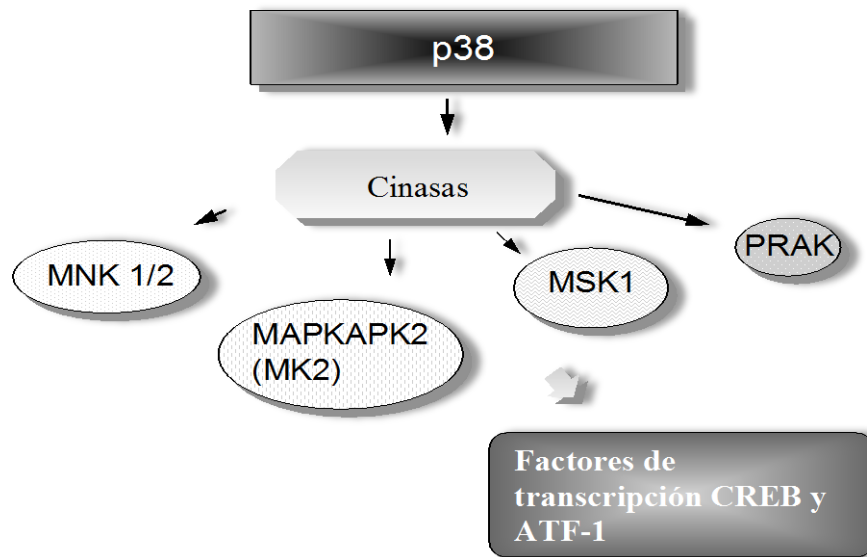 p38
Cinasas
MNK 1/2
MAPKAPK2
(MK2)
MSK1
PRAK
Factores de
transcripción CREB y
ATF-1